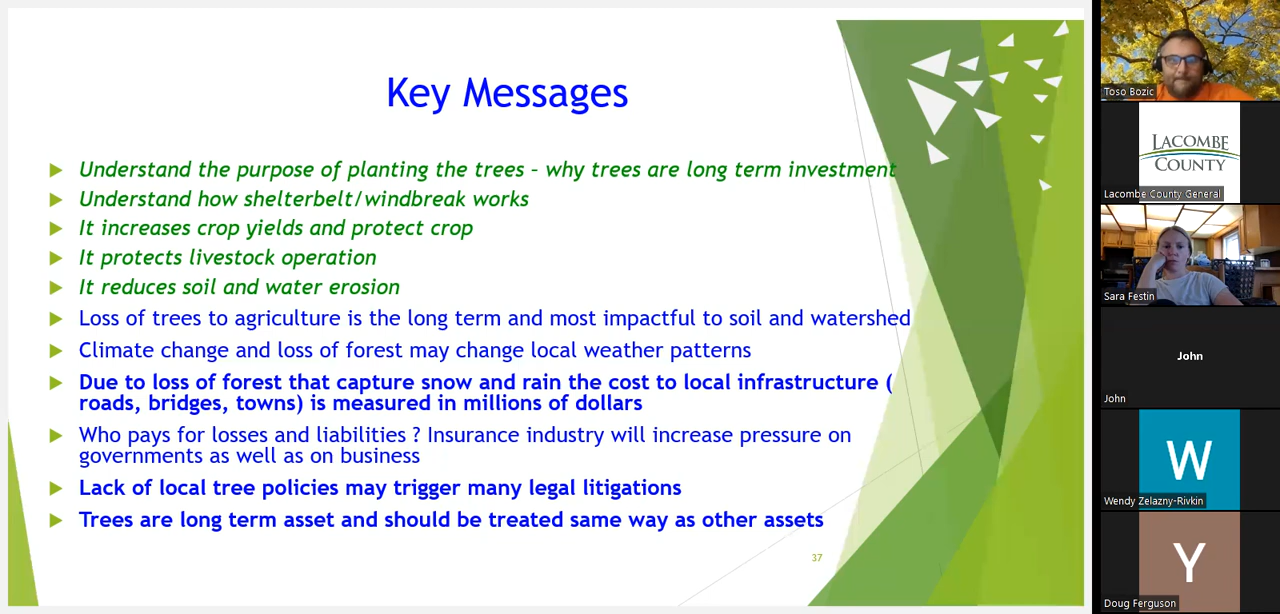 Key Messages
Understand the purpose of planting the trees – why trees are long term investment
Understand how shelterbelt/windbreak works
It increases crop yields and protect crop
It protects livestock operation
It reduces soil and water erosion
Loss of trees to agriculture is the long term and most impactful to soil and watershed
Climate change and loss of forest may change local weather patterns
Due to loss of forest that capture snow and rain the cost to local infrastructure (
roads, bridges, towns) is measured in millions of dollars
Who pays for losses and liabilities ? Insurance industry will increase pressure on
governments as well as on business
Lack of local tree policies may trigger many legal litigations
Trees are long term asset and should be treated same way as other assets
37
Toso Bozic
LACOMBE
COUNTY
Lacombe County General
Sara Festin
John
John
W
Wendy Zelazny-Rivkin
Y
Doug Ferguson